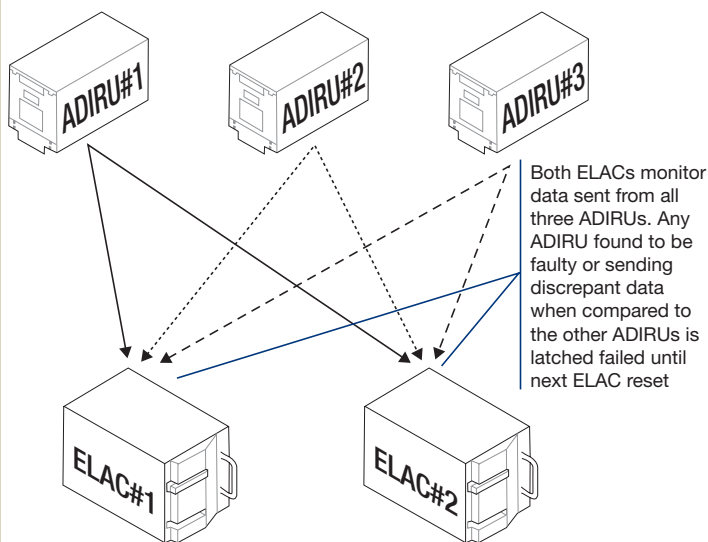 ADIRU#1
ADIRU#2
ADIRU#3
Both ELACs monitor
data sent from all
three ADIRUs. Any
ADIRU found to be
faulty or sending
discrepant data
when compared to
the other ADIRUs is
latched failed until
next ELAC reset
ELAC#1
ELAC#2